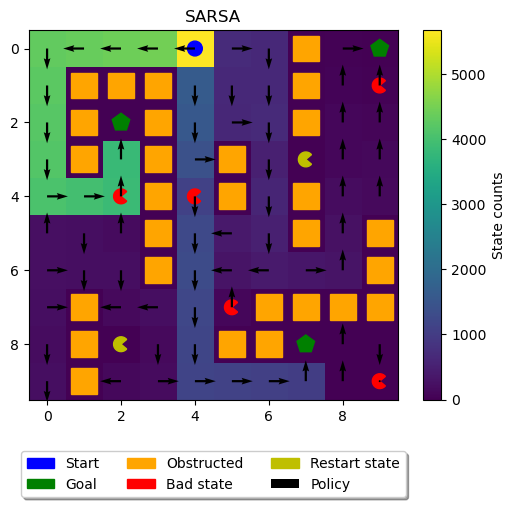 SARSA
0
2
4
6
8
0 2 4 6 8
5000
4000
3000
2000
1000
0
State counts
Start Obstructed Restart state
Goal Bad state Policy